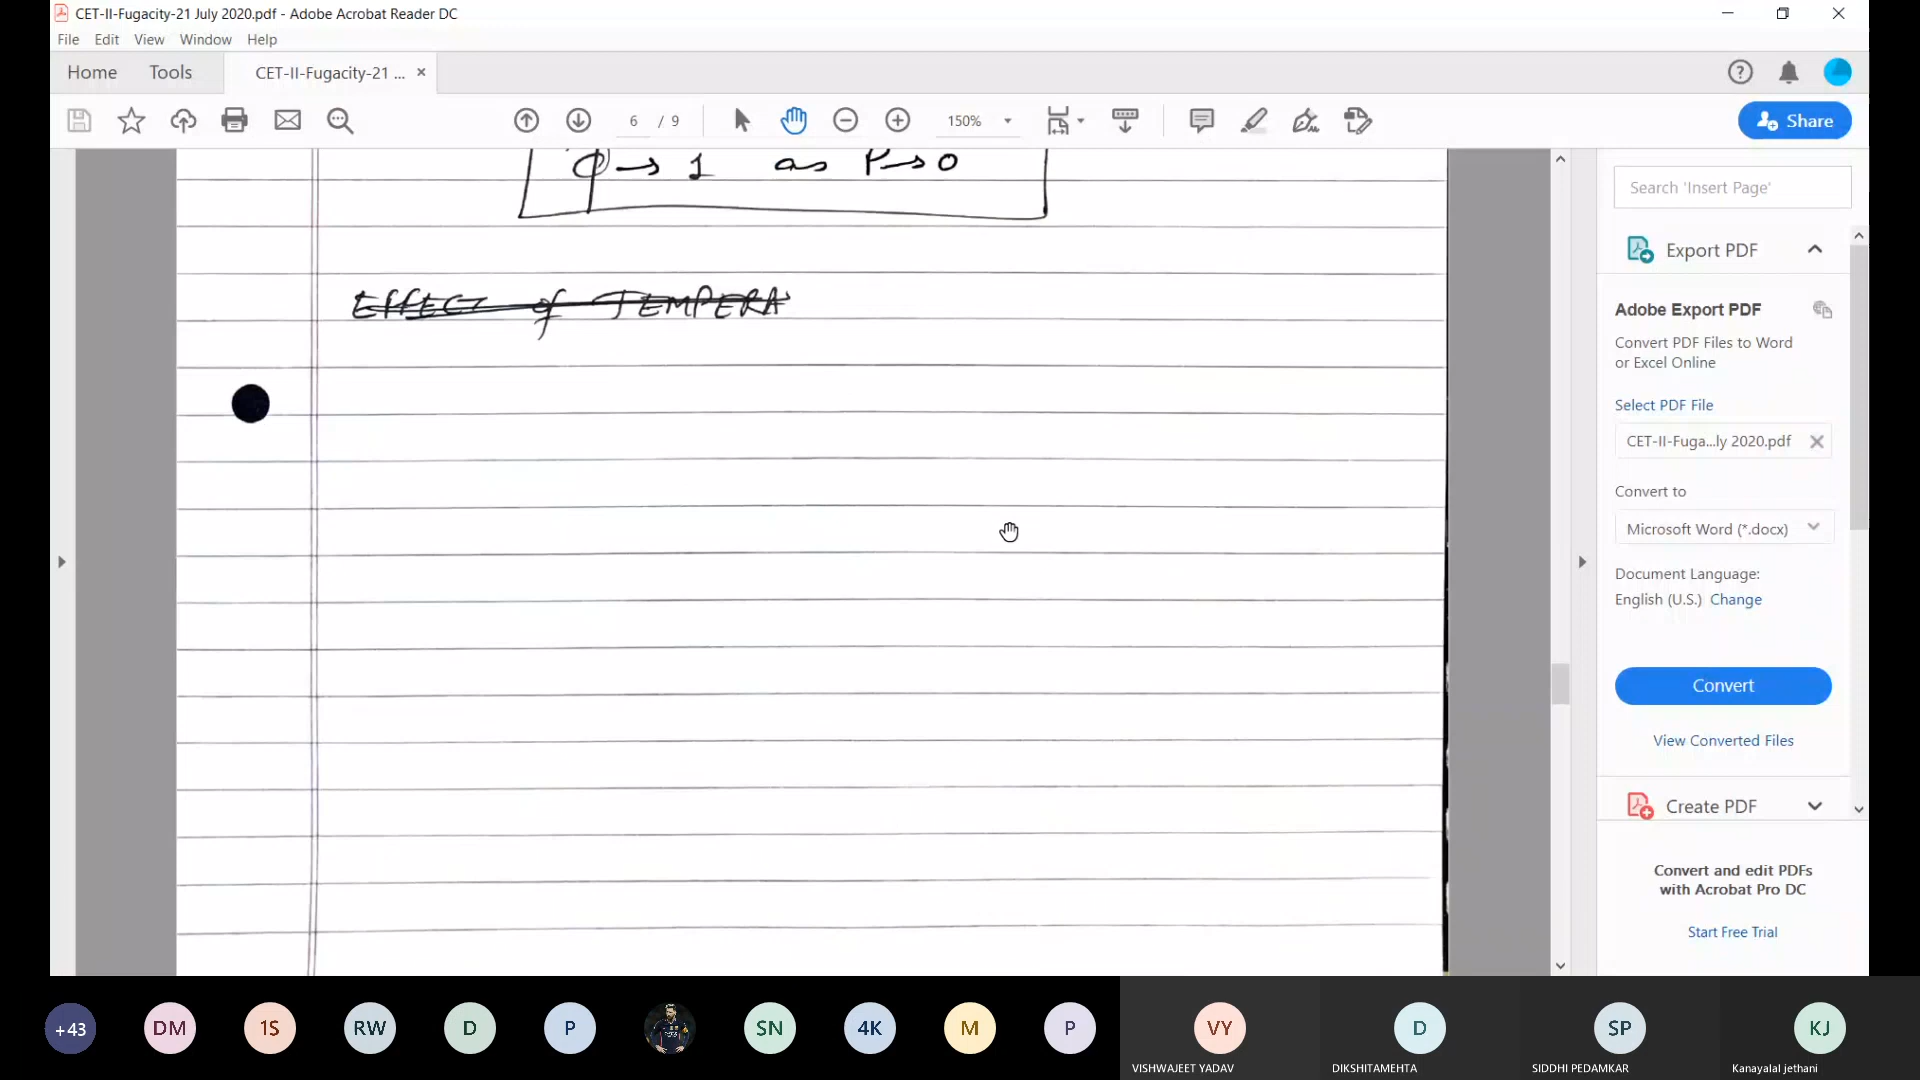 CET-II-Fugacity-21 July 2020.pdf - Adobe Acrobat Reader DC
File Edit View Window Help
Home Tools CET-II-Fugacity-21 ... ×
6 / 9 150% Share
φ → 1 as P → 0
EFFECT of TEMPERA
Search 'Insert Page'
Export PDF
Adobe Export PDF
Convert PDF Files to Word
or Excel Online
Select PDF File
CET-II-Fuga...ly 2020.pdf
Convert to
Microsoft Word (*.docx)
Document Language:
English (U.S.) Change
Convert
View Converted Files
Create PDF
Convert and edit PDFs
with Acrobat Pro DC
Start Free Trial
+43 DM 1S RW D P SN 4K M P VY D SP KJ
VISHWAJEET YADAV DIKSHITAMEHTA SIDDHI PEDAMKAR Kanayalal jethani